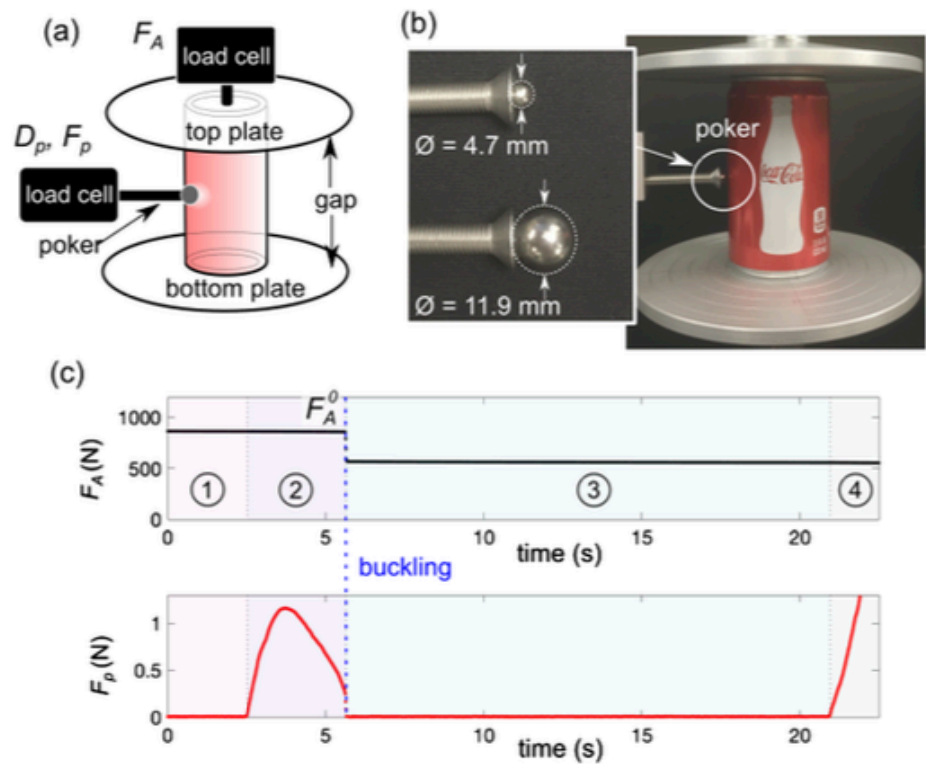 (a)
F_A
load cell
top plate
D_p, F_p
load cell
gap
poker
bottom plate
(b)
Ø = 4.7 mm
Ø = 11.9 mm
poker
Coca-Cola
(c)
F_A^0
1000
500
0
F_A (N)
1
2
3
4
0
5
10
15
20
time (s)
buckling
1
0.5
0
F_p (N)
0
5
10
15
20
time (s)